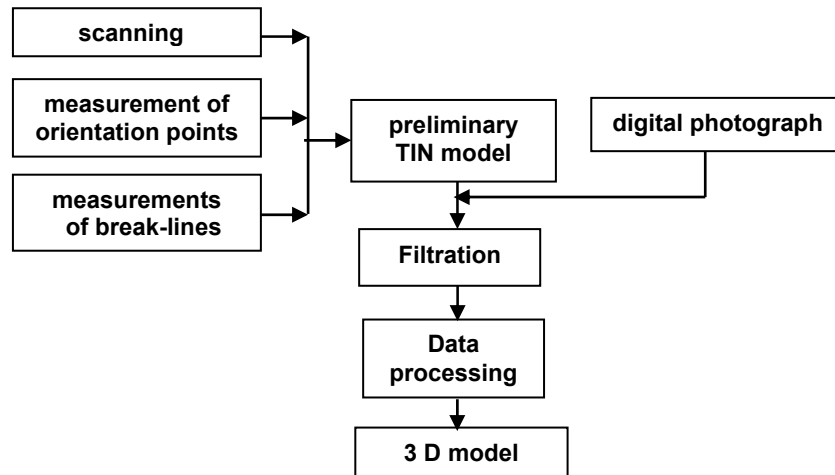 scanning
measurement of
orientation points
measurements
of break-lines
preliminary
TIN model
digital photograph
Filtration
Data
processing
3 D model